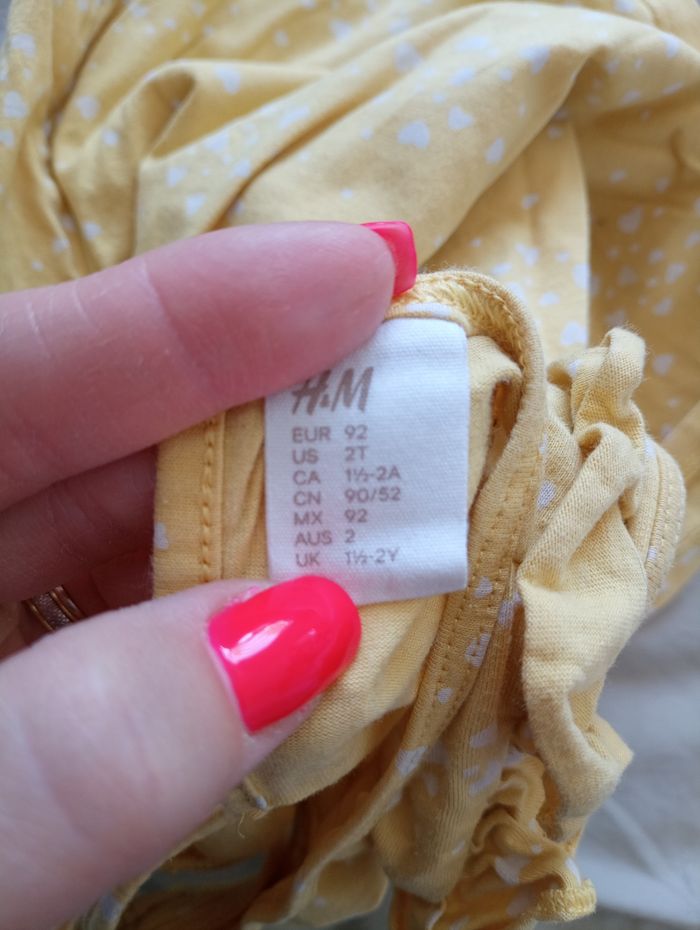 H&M
EUR 92
US 2T
CA 1½-2A
CN 90/52
MX 92
AUS 2
UK 1½-2Y